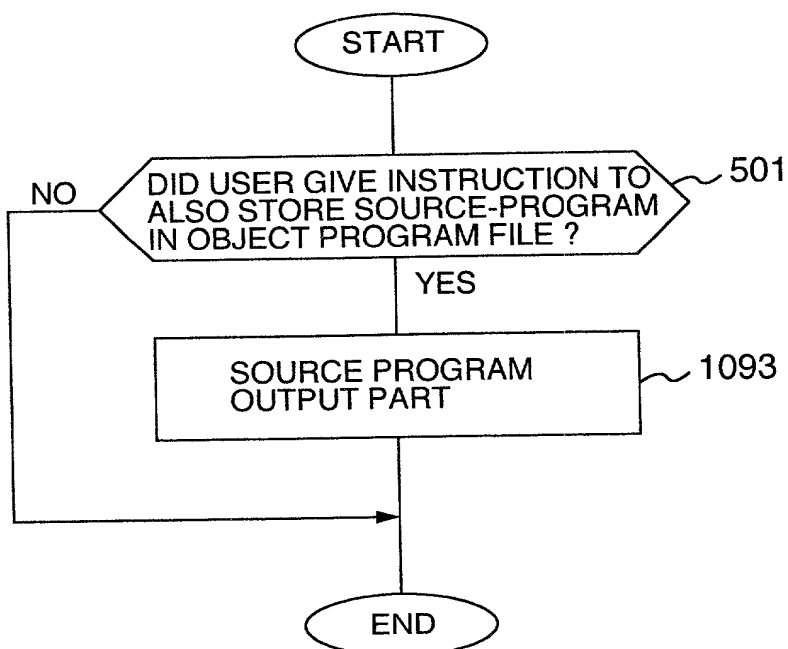 START
DID USER GIVE INSTRUCTION TO
ALSO STORE SOURCE-PROGRAM
IN OBJECT PROGRAM FILE ?
501
NO
YES
SOURCE PROGRAM
OUTPUT PART
1093
END